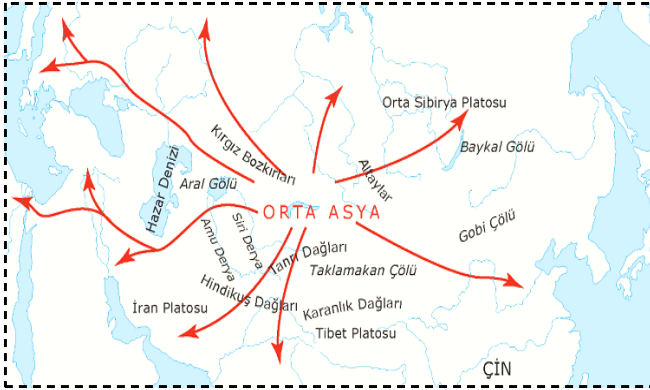 Orta Sibirya Platosu
Kırgız Bozkırları
Baykal Gölü
Hazar Denizi
Aral Gölü
Altaylar
ORTA ASYA
Siri Derya
Amu Derya
Gobi Çölü
Tanrı Dağları
Taklamakan Çölü
Hindikuş Dağları
İran Platosu
Karanlık Dağları
Tibet Platosu
ÇİN